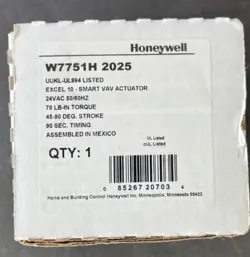 Honeywell
W7751H 2025
UUKL-UL864 LISTED
EXCEL 10 - SMART VAV ACTUATOR
24VAC 50/60HZ
70 LB-IN TORQUE
45-90 DEG. STROKE
90 SEC. TIMING
ASSEMBLED IN MEXICO
UL Listed
cUL Listed
QTY: 1
0 85267 20703 4
Home and Building Control Honeywell Inc. Minneapolis, Minnesota 55422